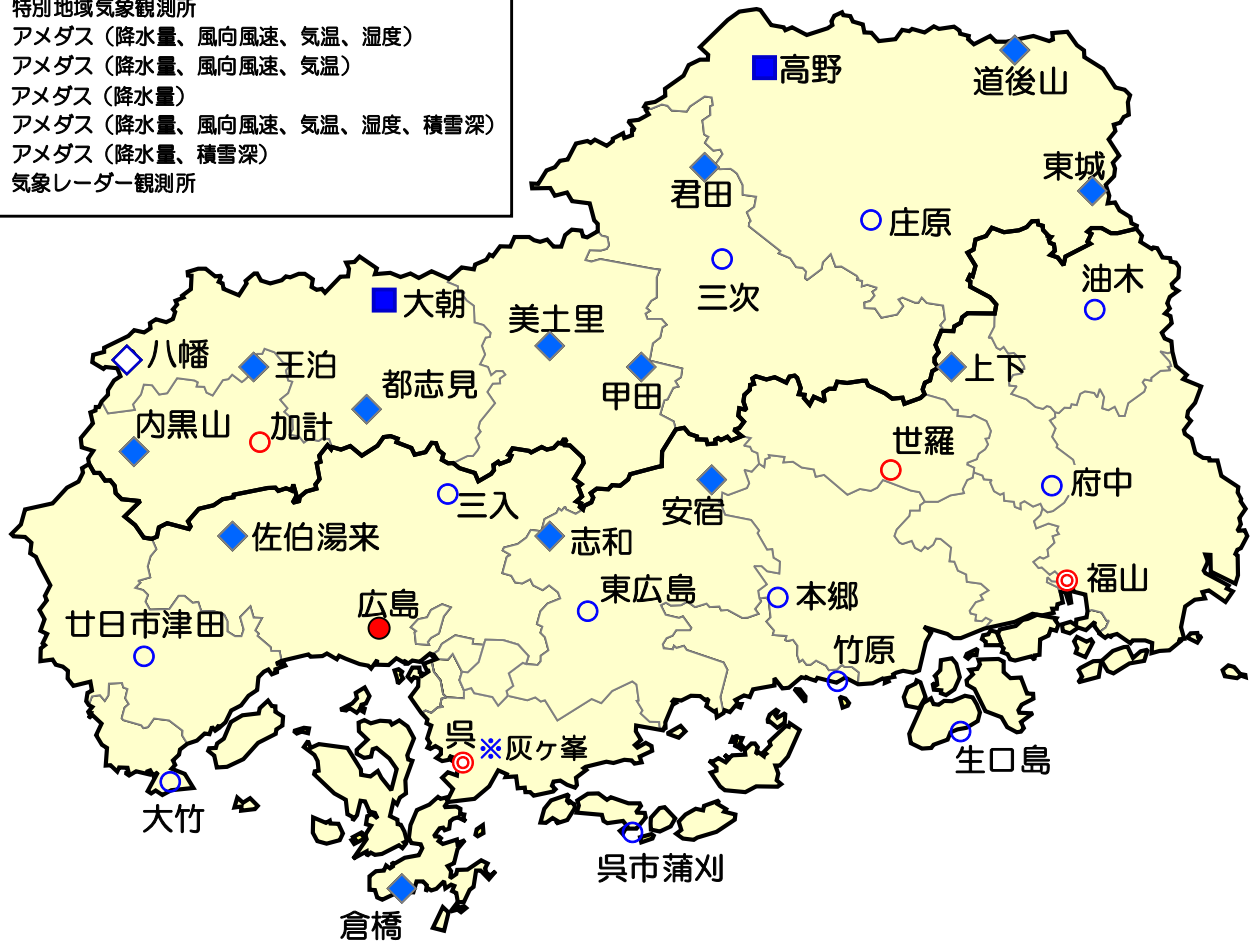 特別地域気象観測所
アメダス（降水量、風向風速、気温、湿度）
アメダス（降水量、風向風速、気温）
アメダス（降水量）
アメダス（降水量、風向風速、気温、湿度、積雪深）
アメダス（降水量、積雪深）
気象レーダー観測所
高野
道後山
東城
君田
庄原
三次
油木
大朝
美土里
八幡
王泊
都志見
甲田
上下
内黒山
加計
世羅
府中
三入
安宿
佐伯湯来
志和
東広島
本郷
福山
広島
廿日市津田
竹原
呉
※灰ヶ峯
生口島
大竹
呉市蒲刈
倉橋